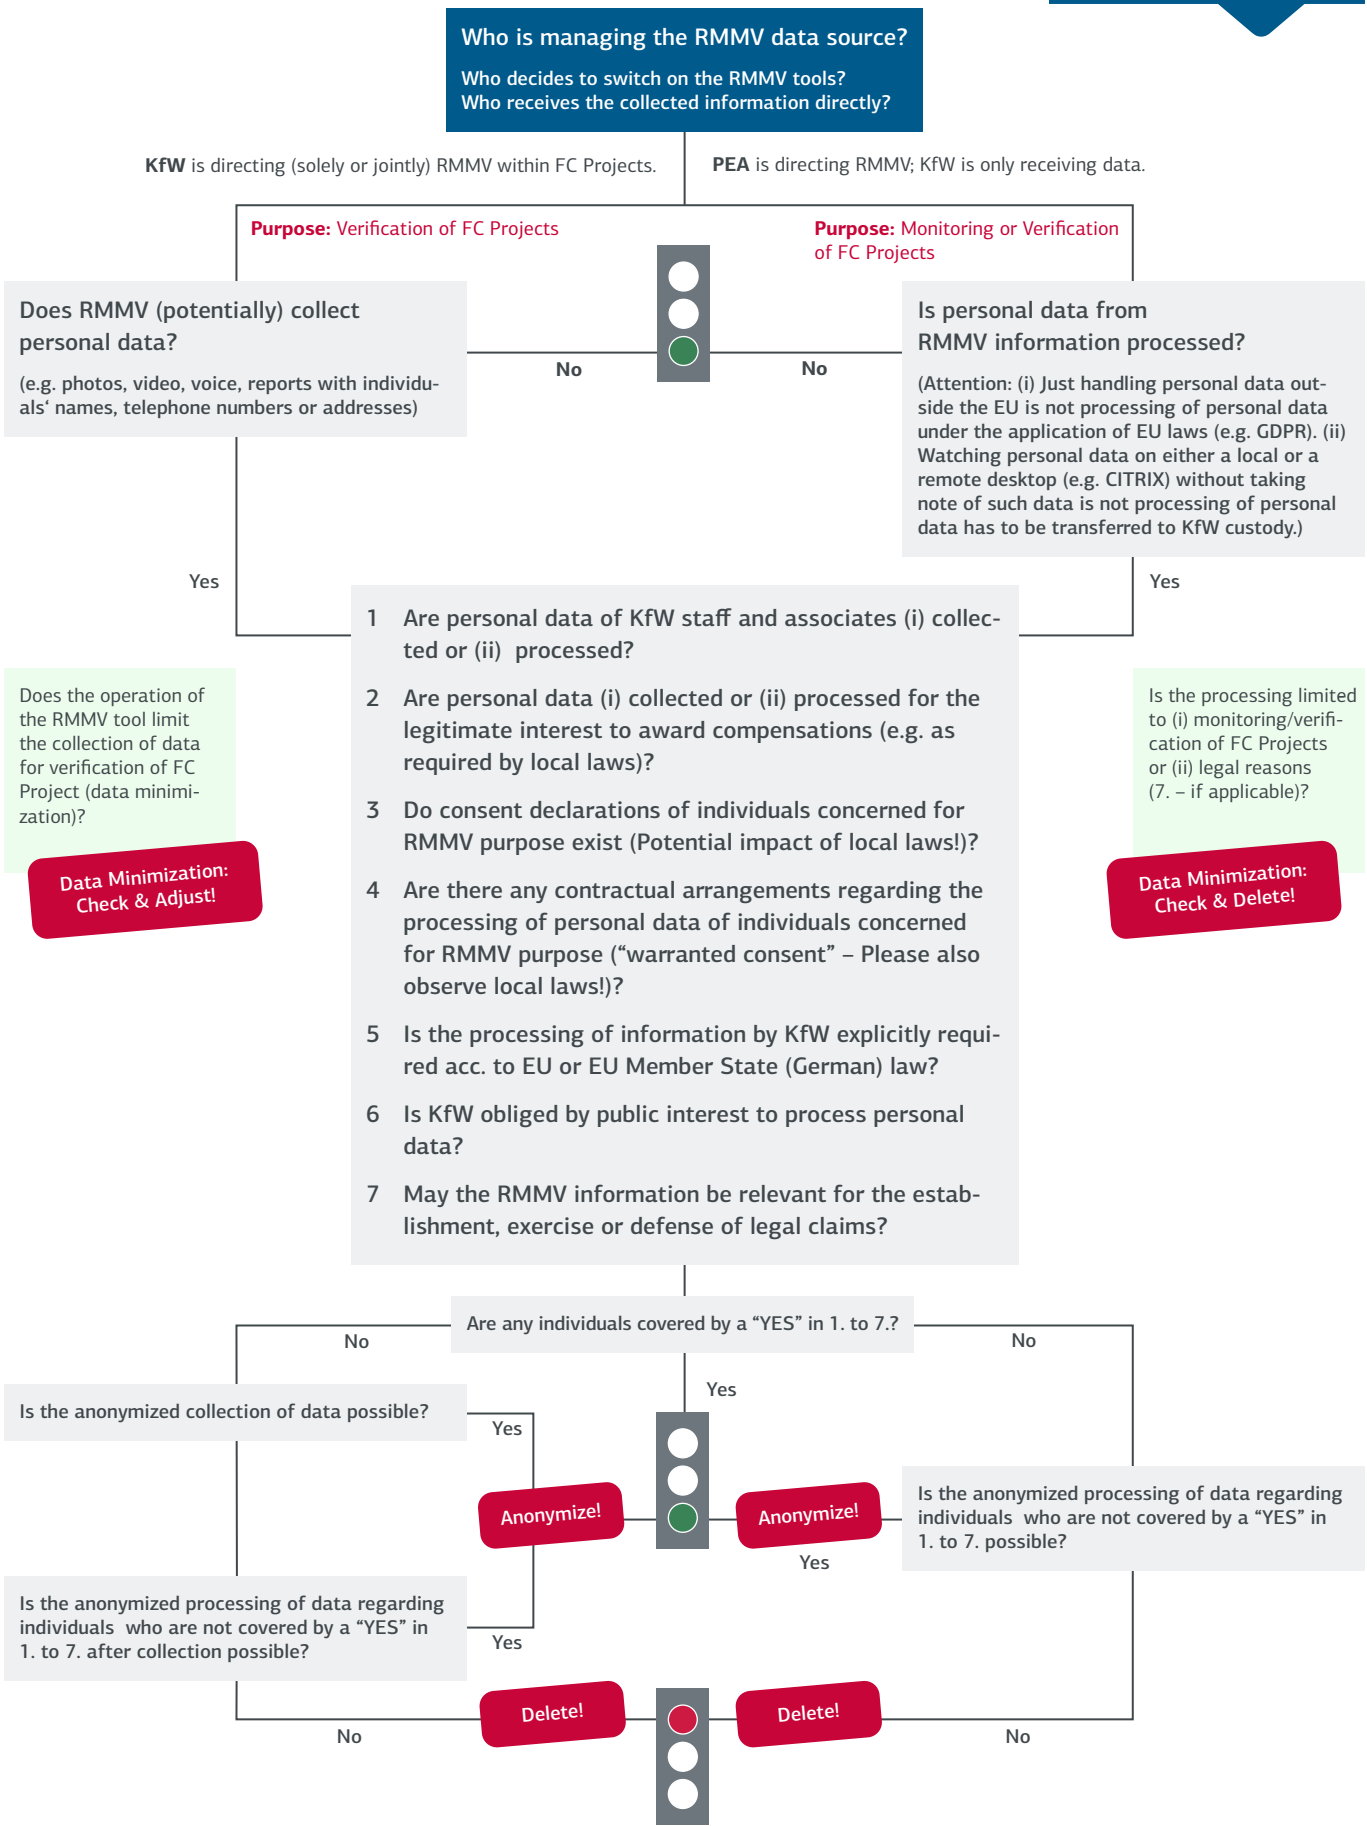 Who is managing the RMMV data source?
Who decides to switch on the RMMV tools?
Who receives the collected information directly?
KfW is directing (solely or jointly) RMMV within FC Projects.
PEA is directing RMMV; KfW is only receiving data.
Purpose: Verification of FC Projects
Purpose: Monitoring or Verification
of FC Projects
Does RMMV (potentially) collect
personal data?
(e.g. photos, video, voice, reports with individu-
als‘ names, telephone numbers or addresses)
No
No
Is personal data from
RMMV information processed?
(Attention: (i) Just handling personal data out-
side the EU is not processing of personal data
under the application of EU laws (e.g. GDPR). (ii)
Watching personal data on either a local or a
remote desktop (e.g. CITRIX) without taking
note of such data is not processing of personal
data has to be transferred to KfW custody.)
Yes
Yes
1 Are personal data of KfW staff and associates (i) collec-
ted or (ii) processed?
2 Are personal data (i) collected or (ii) processed for the
legitimate interest to award compensations (e.g. as
required by local laws)?
3 Do consent declarations of individuals concerned for
RMMV purpose exist (Potential impact of local laws!)?
4 Are there any contractual arrangements regarding the
processing of personal data of individuals concerned
for RMMV purpose (“warranted consent” – Please also
observe local laws!)?
5 Is the processing of information by KfW explicitly requi-
red acc. to EU or EU Member State (German) law?
6 Is KfW obliged by public interest to process personal
data?
7 May the RMMV information be relevant for the estab-
lishment, exercise or defense of legal claims?
Does the operation of
the RMMV tool limit
the collection of data
for verification of FC
Project (data minimi-
zation)?
Data Minimization:
Check & Adjust!
Is the processing limited
to (i) monitoring/verifi-
cation of FC Projects
or (ii) legal reasons
(7. – if applicable)?
Data Minimization:
Check & Delete!
Are any individuals covered by a “YES” in 1. to 7.?
No
No
Yes
Is the anonymized collection of data possible?
Yes
Anonymize!
Anonymize!
Yes
Is the anonymized processing of data regarding
individuals who are not covered by a “YES” in
1. to 7. possible?
Is the anonymized processing of data regarding
individuals who are not covered by a “YES” in
1. to 7. after collection possible?
Yes
Delete!
Delete!
No
No